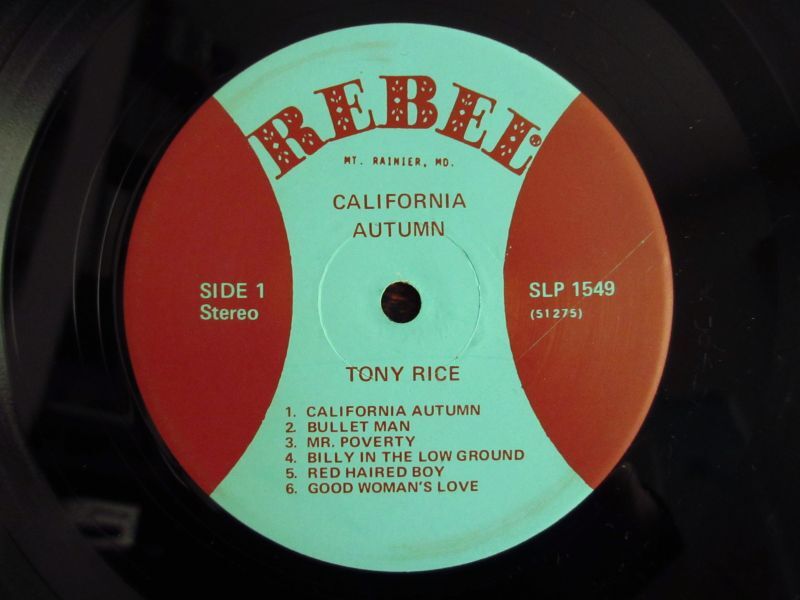 REBEL®
MT. RAINIER, MD.
CALIFORNIA
AUTUMN
SIDE 1
Stereo
SLP 1549
(51275)
TONY RICE
1. CALIFORNIA AUTUMN
2. BULLET MAN
3. MR. POVERTY
4. BILLY IN THE LOW GROUND
5. RED HAIRED BOY
6. GOOD WOMAN'S LOVE